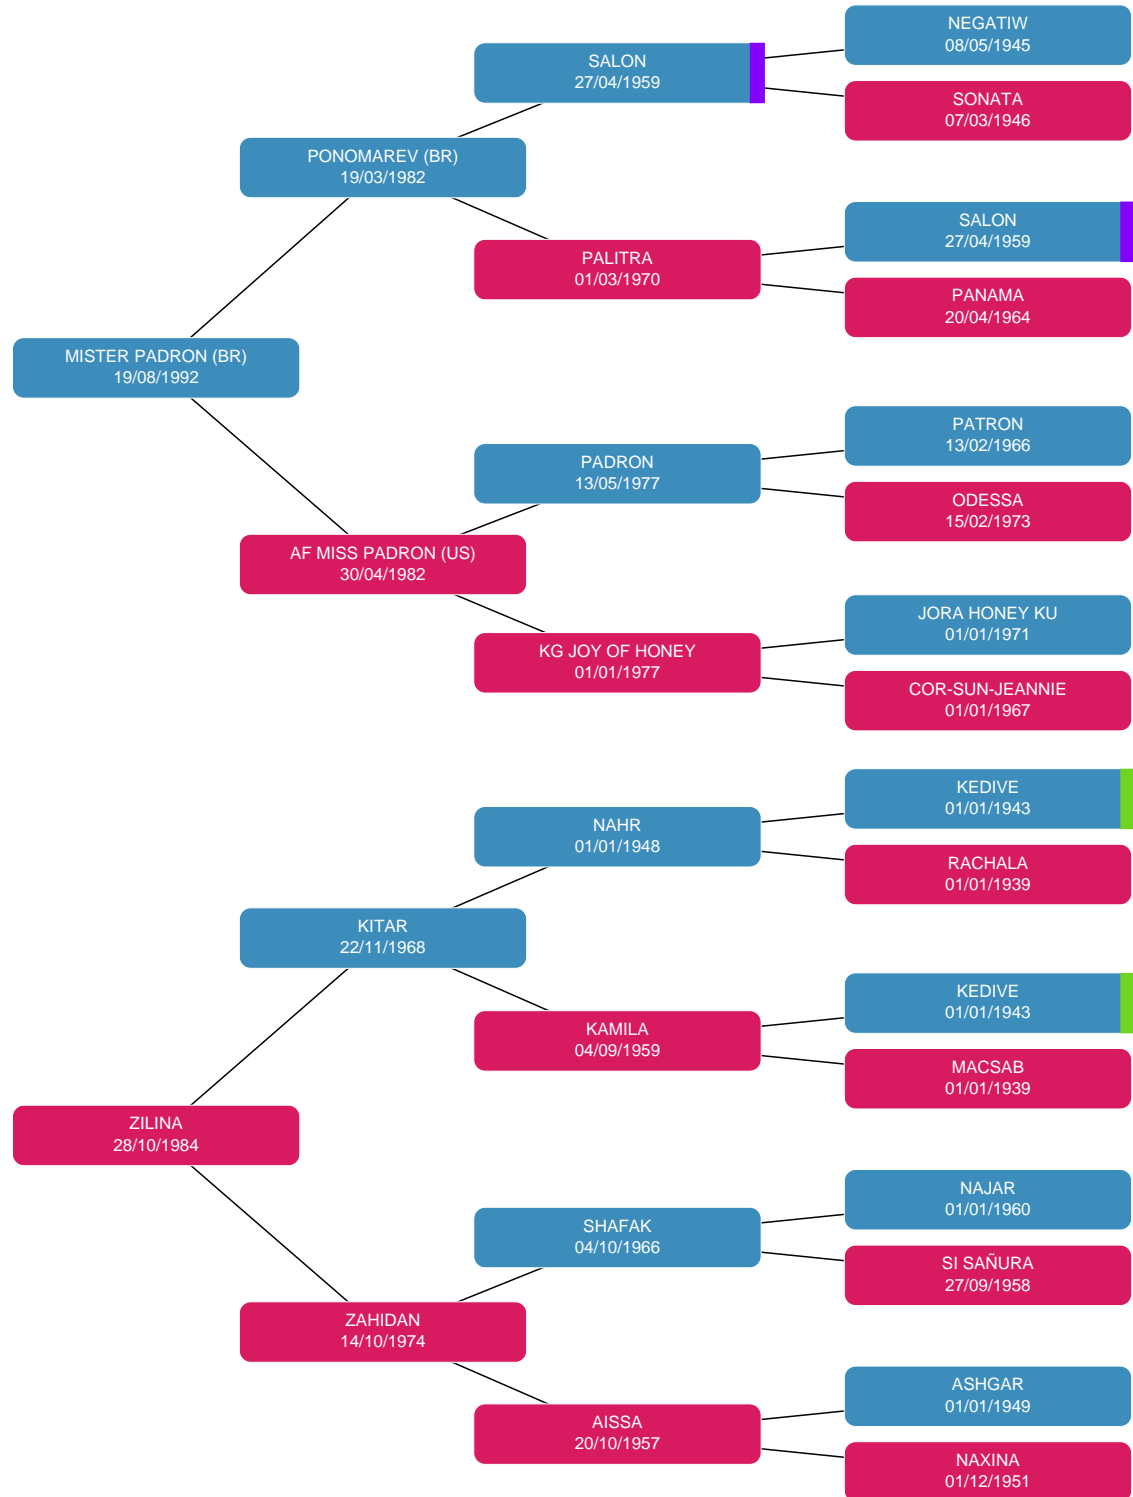 NEGATIW
08/05/1945
SALON
27/04/1959
SONATA
07/03/1946
PONOMAREV (BR)
19/03/1982
SALON
27/04/1959
PALITRA
01/03/1970
PANAMA
20/04/1964
MISTER PADRON (BR)
19/08/1992
PATRON
13/02/1966
PADRON
13/05/1977
ODESSA
15/02/1973
AF MISS PADRON (US)
30/04/1982
JORA HONEY KU
01/01/1971
KG JOY OF HONEY
01/01/1977
COR-SUN-JEANNIE
01/01/1967
KEDIVE
01/01/1943
NAHR
01/01/1948
RACHALA
01/01/1939
KITAR
22/11/1968
KEDIVE
01/01/1943
KAMILA
04/09/1959
MACSAB
01/01/1939
ZILINA
28/10/1984
NAJAR
01/01/1960
SHAFAK
04/10/1966
SI SAÑURA
27/09/1958
ZAHIDAN
14/10/1974
ASHGAR
01/01/1949
AISSA
20/10/1957
NAXINA
01/12/1951